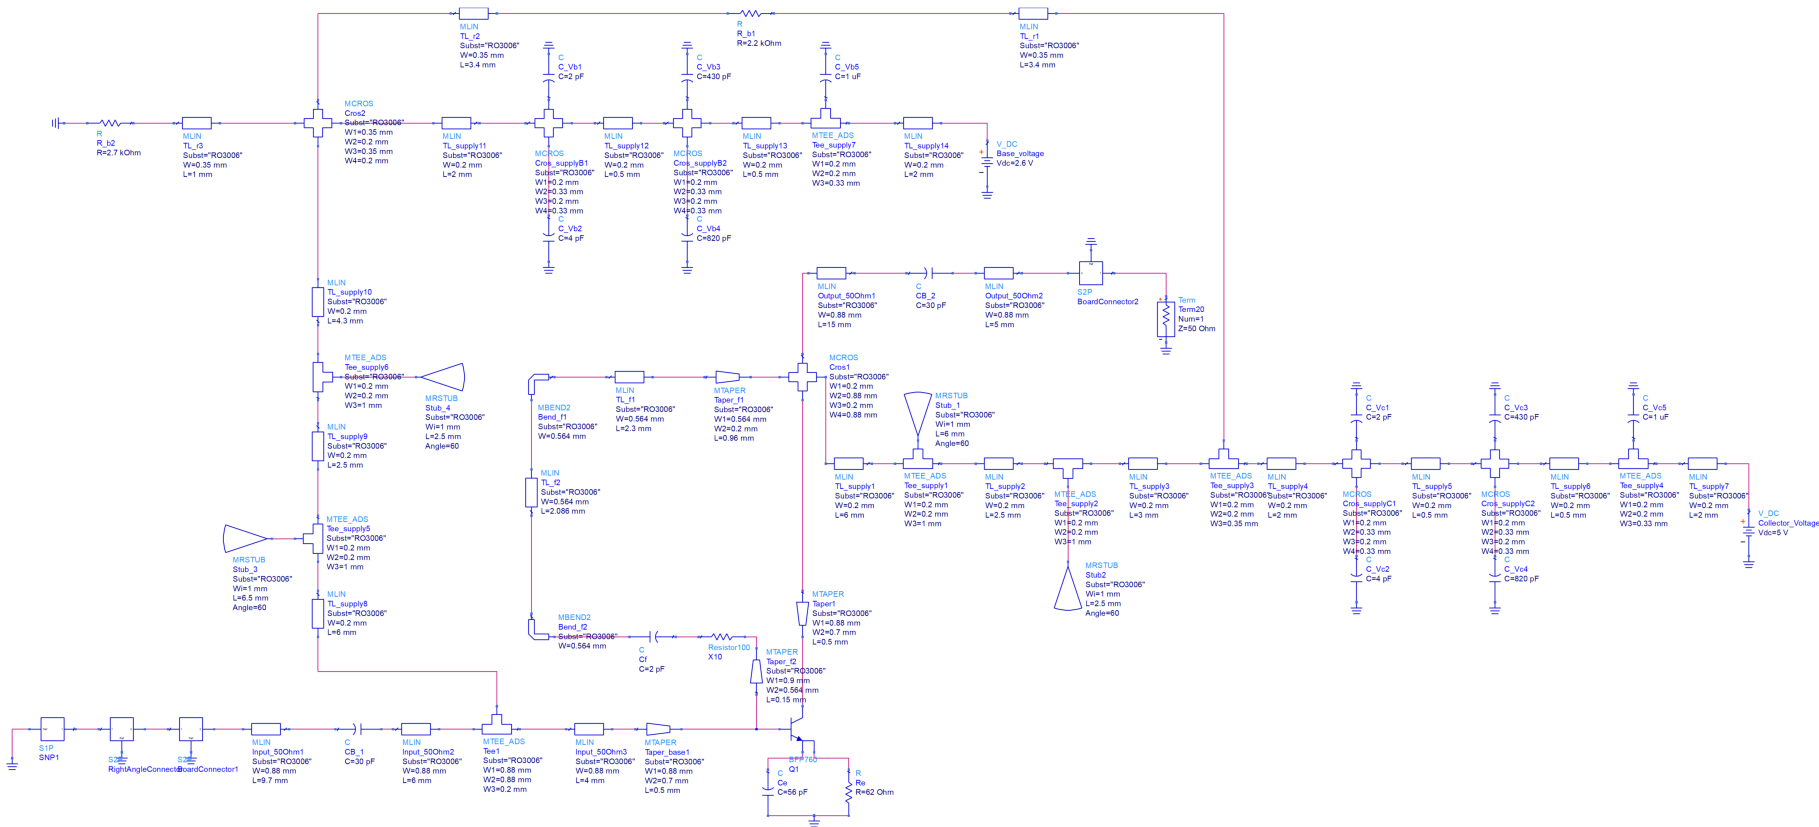 MLIN
TL_r2
Subst="RO3006"
W=0.35 mm
L=3.4 mm
R
R_b1
R=2.2 kOhm
MLIN
TL_r1
Subst="RO3006"
W=0.35 mm
L=3.4 mm
C
C_Vb1
C=2 pF
C
C_Vb3
C=430 pF
C
C_Vb5
C=1 uF
R
R_b2
R=2.7 kOhm
MLIN
TL_r3
Subst="RO3006"
W=0.35 mm
L=1 mm
MCROS
Cros2
Subst="RO3006"
W1=0.35 mm
W2=0.2 mm
W3=0.35 mm
W4=0.2 mm
MLIN
TL_supply11
Subst="RO3006"
W=0.2 mm
L=2 mm
MCROS
Cros_supplyB1
Subst="RO3006"
W1=0.2 mm
W2=0.33 mm
W3=0.2 mm
W4=0.33 mm
MLIN
TL_supply12
Subst="RO3006"
W=0.2 mm
L=0.5 mm
MCROS
Cros_supplyB2
Subst="RO3006"
W1=0.2 mm
W2=0.33 mm
W3=0.2 mm
W4=0.33 mm
MLIN
TL_supply13
Subst="RO3006"
W=0.2 mm
L=0.5 mm
MTEE_ADS
Tee_supply7
Subst="RO3006"
W1=0.2 mm
W2=0.2 mm
W3=0.33 mm
MLIN
TL_supply14
Subst="RO3006"
W=0.2 mm
L=2 mm
V_DC
Base_voltage
Vdc=2.6 V
C
C_Vb2
C=4 pF
C
C_Vb4
C=820 pF
MLIN
TL_supply10
Subst="RO3006"
W=0.2 mm
L=4.3 mm
MLIN
Output_50Ohm1
Subst="RO3006"
W=0.88 mm
L=15 mm
C
CB_2
C=30 pF
MLIN
Output_50Ohm2
Subst="RO3006"
W=0.88 mm
L=5 mm
S2P
BoardConnector2
Term
Term20
Num=1
Z=50 Ohm
MTEE_ADS
Tee_supply6
Subst="RO3006"
W1=0.2 mm
W2=0.2 mm
W3=1 mm
MRSTUB
Stub_4
Subst="RO3006"
Wi=1 mm
L=2.5 mm
Angle=60
MBEND2
Bend_f1
Subst="RO3006"
W=0.564 mm
MLIN
TL_f1
Subst="RO3006"
W=0.564 mm
L=2.3 mm
MTAPER
Taper_f1
Subst="RO3006"
W1=0.564 mm
W2=0.2 mm
L=0.96 mm
MCROS
Cros1
Subst="RO3006"
W1=0.2 mm
W2=0.88 mm
W3=0.2 mm
W4=0.88 mm
MRSTUB
Stub_1
Subst="RO3006"
Wi=1 mm
L=6 mm
Angle=60
C
C_Vc1
C=2 pF
C
C_Vc3
C=430 pF
C
C_Vc5
C=1 uF
MLIN
TL_supply9
Subst="RO3006"
W=0.2 mm
L=2.5 mm
MLIN
TL_f2
Subst="RO3006"
W=0.564 mm
L=2.086 mm
MLIN
TL_supply1
Subst="RO3006"
W=0.2 mm
L=6 mm
MTEE_ADS
Tee_supply1
Subst="RO3006"
W1=0.2 mm
W2=0.2 mm
W3=1 mm
MLIN
TL_supply2
Subst="RO3006"
W=0.2 mm
L=2.5 mm
MTEE_ADS
Tee_supply2
Subst="RO3006"
W1=0.2 mm
W2=0.2 mm
W3=1 mm
MLIN
TL_supply3
Subst="RO3006"
W=0.2 mm
L=3 mm
MTEE_ADS
Tee_supply3
Subst="RO3006"
W1=0.2 mm
W2=0.2 mm
W3=0.35 mm
MLIN
TL_supply4
Subst="RO3006"
W=0.2 mm
L=2 mm
MCROS
Cros_supplyC1
Subst="RO3006"
W1=0.2 mm
W2=0.33 mm
W3=0.2 mm
W4=0.33 mm
MLIN
TL_supply5
Subst="RO3006"
W=0.2 mm
L=0.5 mm
MCROS
Cros_supplyC2
Subst="RO3006"
W1=0.2 mm
W2=0.33 mm
W3=0.2 mm
W4=0.33 mm
MLIN
TL_supply6
Subst="RO3006"
W=0.2 mm
L=0.5 mm
MTEE_ADS
Tee_supply4
Subst="RO3006"
W1=0.2 mm
W2=0.2 mm
W3=0.33 mm
MLIN
TL_supply7
Subst="RO3006"
W=0.2 mm
L=2 mm
V_DC
Collector_Voltage
Vdc=5 V
MRSTUB
Stub_3
Subst="RO3006"
Wi=1 mm
L=6.5 mm
Angle=60
MTEE_ADS
Tee_supply5
Subst="RO3006"
W1=0.2 mm
W2=0.2 mm
W3=1 mm
MRSTUB
Stub2
Subst="RO3006"
Wi=1 mm
L=2.5 mm
Angle=60
C
C_Vc2
C=4 pF
C
C_Vc4
C=820 pF
MLIN
TL_supply8
Subst="RO3006"
W=0.2 mm
L=6 mm
MBEND2
Bend_f2
Subst="RO3006"
W=0.564 mm
C
Cf
C=2 pF
Resistor100
X10
MTAPER
Taper1
Subst="RO3006"
W1=0.88 mm
W2=0.7 mm
L=0.5 mm
MTAPER
Taper_f2
Subst="RO3006"
W1=0.9 mm
W2=0.564 mm
L=0.15 mm
S1P
SNP1
RightAngleConnector
BoardConnector1
MLIN
Input_50Ohm1
Subst="RO3006"
W=0.88 mm
L=9.7 mm
C
CB_1
C=30 pF
MLIN
Input_50Ohm2
Subst="RO3006"
W=0.88 mm
L=6 mm
MTEE_ADS
Tee1
Subst="RO3006"
W1=0.88 mm
W2=0.88 mm
W3=0.2 mm
MLIN
Input_50Ohm3
Subst="RO3006"
W=0.88 mm
L=4 mm
MTAPER
Taper_base1
Subst="RO3006"
W1=0.88 mm
W2=0.7 mm
L=0.5 mm
BFP760
Q1
C
Ce
C=56 pF
R
Re
R=62 Ohm